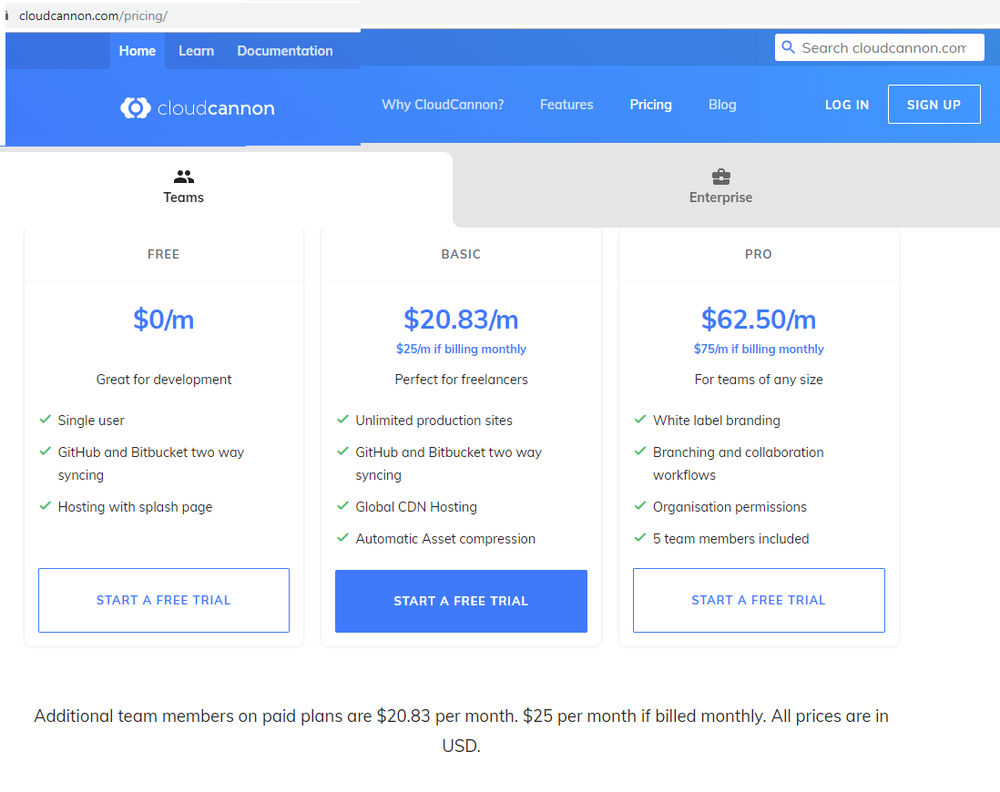 cloudcannon.com/pricing/
Home Learn Documentation
Search cloudcannon.com
cloudcannon
Why CloudCannon? Features Pricing Blog
LOG IN SIGN UP
Teams
Enterprise
FREE
$0/m
Great for development
Single user
GitHub and Bitbucket two way
syncing
Hosting with splash page
START A FREE TRIAL
BASIC
$20.83/m
$25/m if billing monthly
Perfect for freelancers
Unlimited production sites
GitHub and Bitbucket two way
syncing
Global CDN Hosting
Automatic Asset compression
START A FREE TRIAL
PRO
$62.50/m
$75/m if billing monthly
For teams of any size
White label branding
Branching and collaboration
workflows
Organisation permissions
5 team members included
START A FREE TRIAL
Additional team members on paid plans are $20.83 per month. $25 per month if billed monthly. All prices are in
USD.